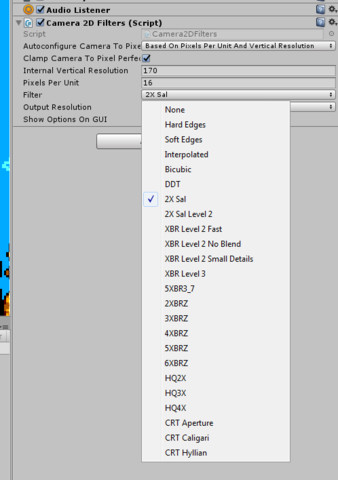 Audio Listener
Camera 2D Filters (Script)
Script Camera2DFilters
Autoconfigure Camera To Pixe Based On Pixels Per Unit And Vertical Resolution
Clamp Camera To Pixel Perfe
Internal Vertical Resolution 170
Pixels Per Unit 16
Filter 2X Sal
Output Resolution
Show Options On GUI
None
Hard Edges
Soft Edges
Interpolated
Bicubic
DDT
2X Sal
2X Sal Level 2
XBR Level 2 Fast
XBR Level 2 No Blend
XBR Level 2 Small Details
XBR Level 3
5XBR3_7
2XBRZ
3XBRZ
4XBRZ
5XBRZ
6XBRZ
HQ2X
HQ3X
HQ4X
CRT Aperture
CRT Caligari
CRT Hyllian